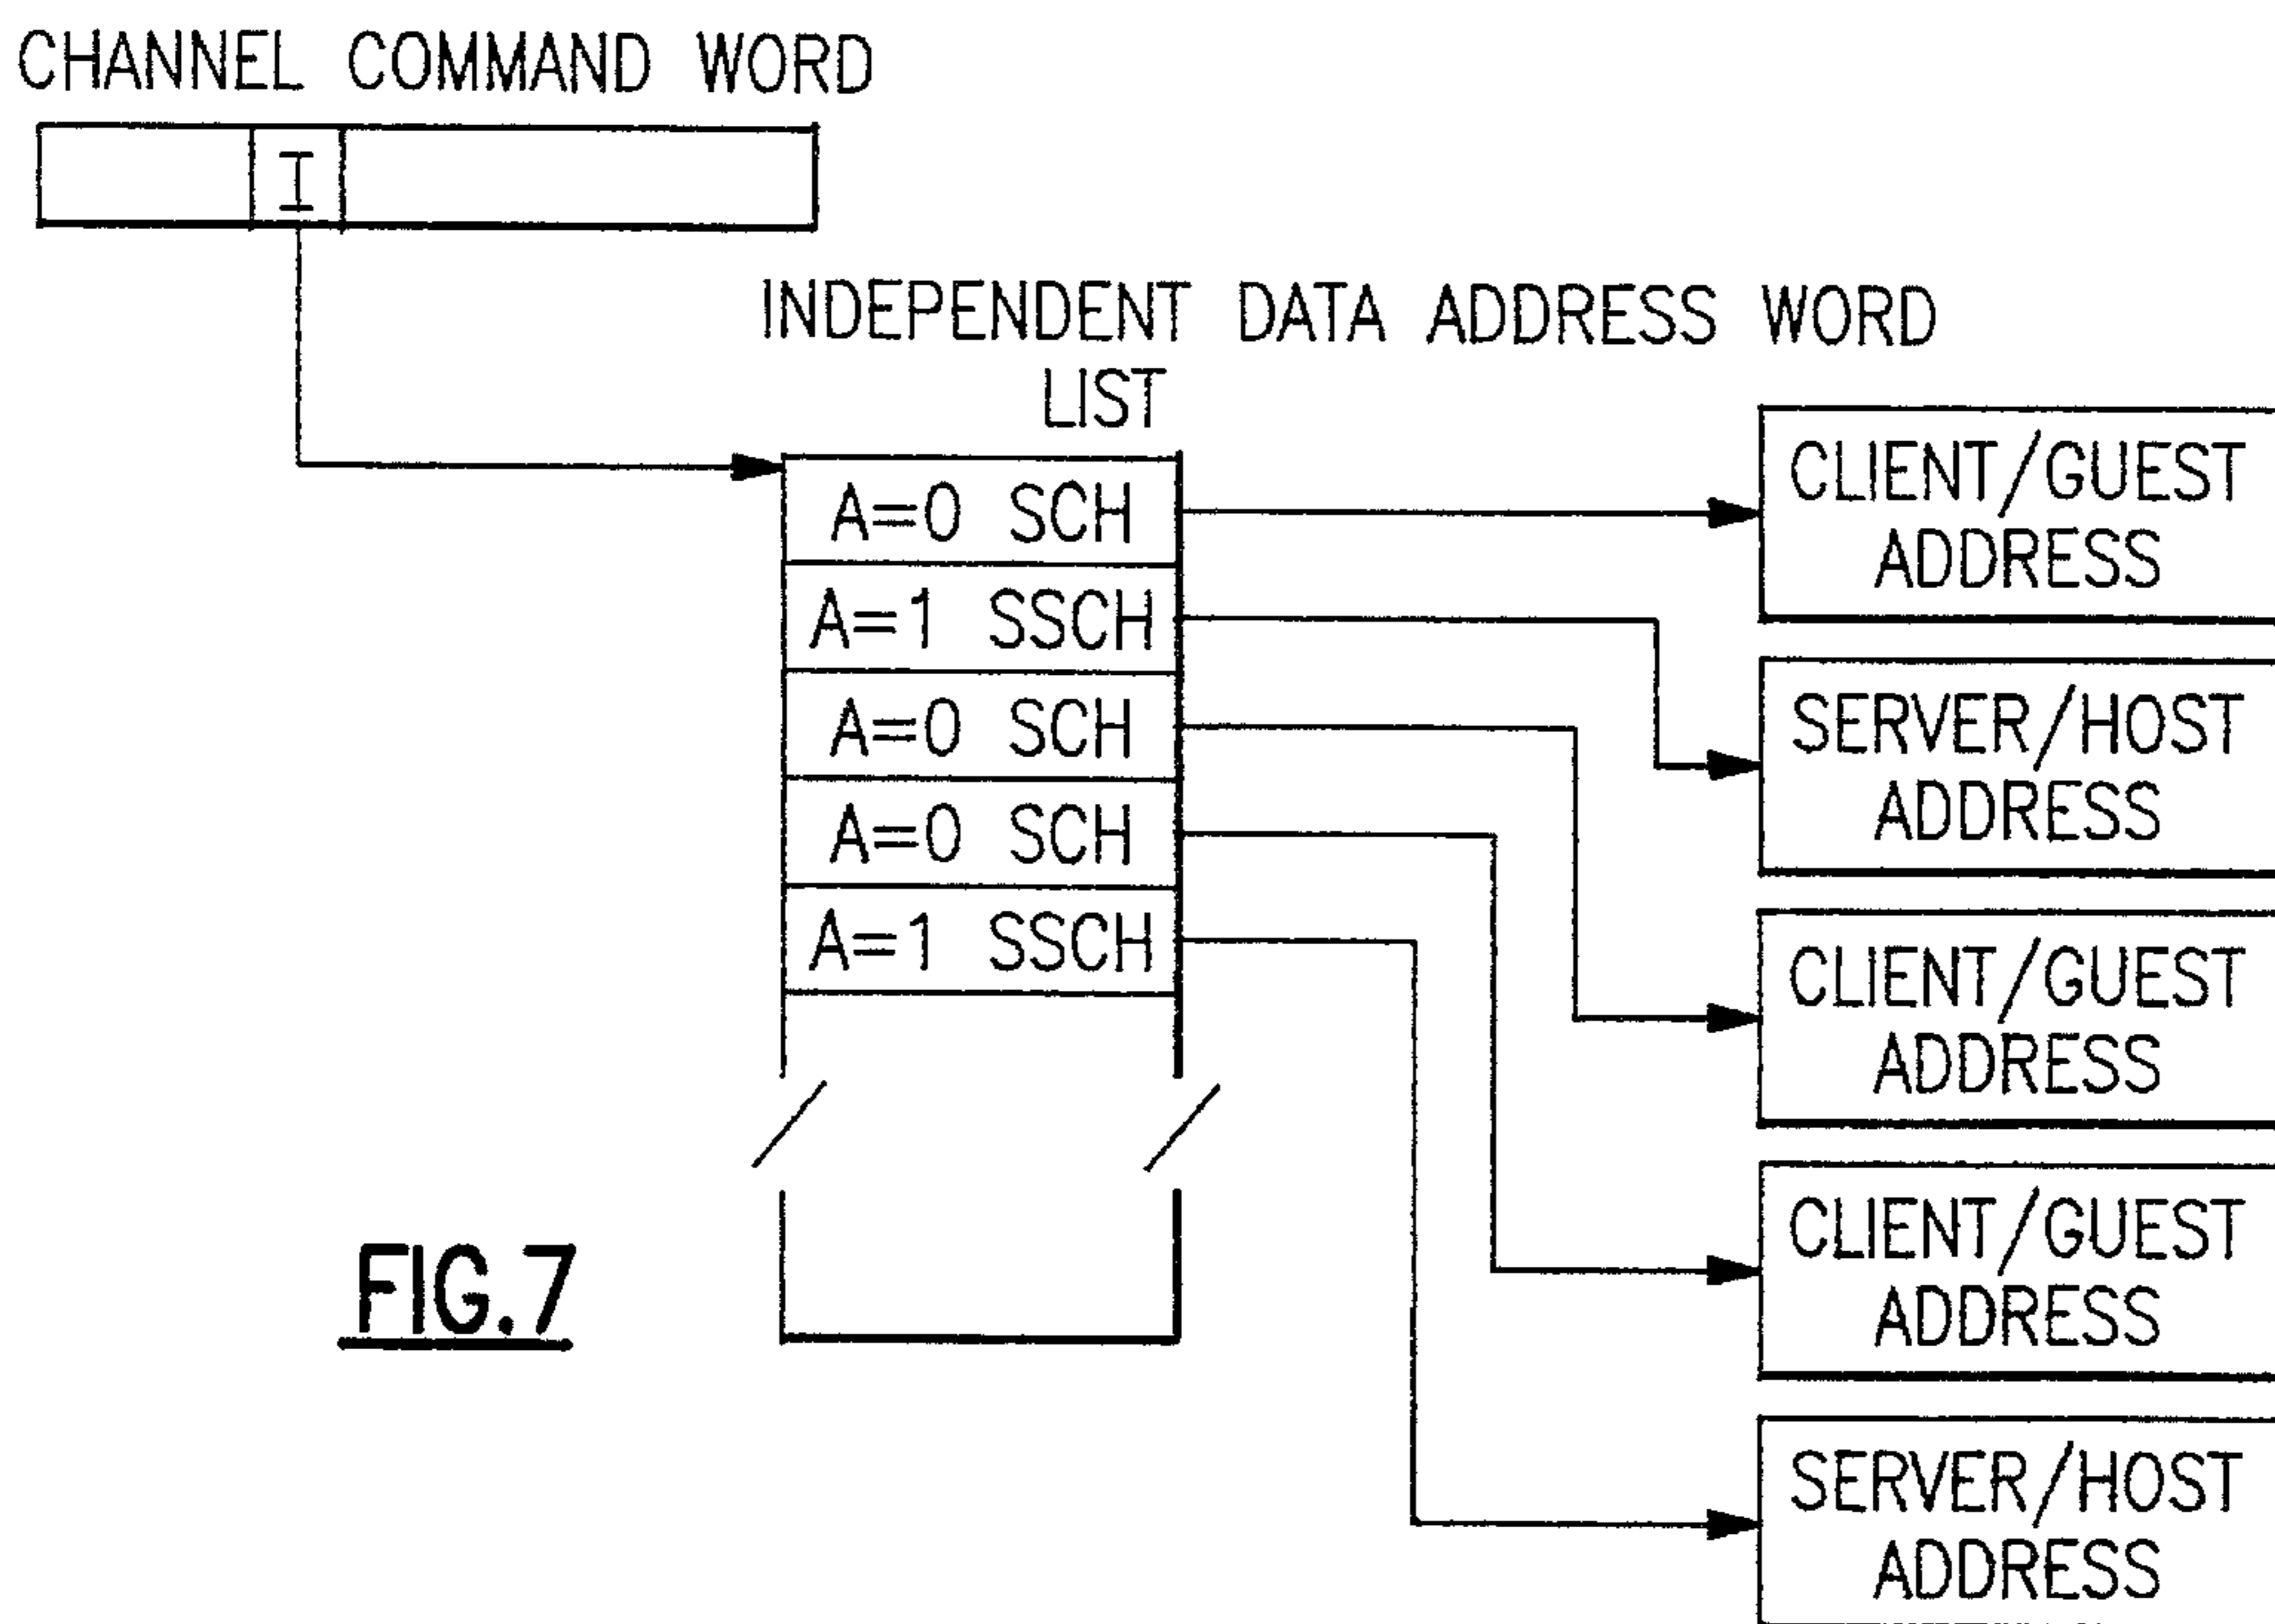 CHANNEL COMMAND WORD
I
INDEPENDENT DATA ADDRESS WORD
LIST
A=0 SCH
A=1 SSCH
A=0 SCH
A=0 SCH
A=1 SSCH
CLIENT/GUEST
ADDRESS
SERVER/HOST
ADDRESS
CLIENT/GUEST
ADDRESS
CLIENT/GUEST
ADDRESS
SERVER/HOST
ADDRESS
FIG.7